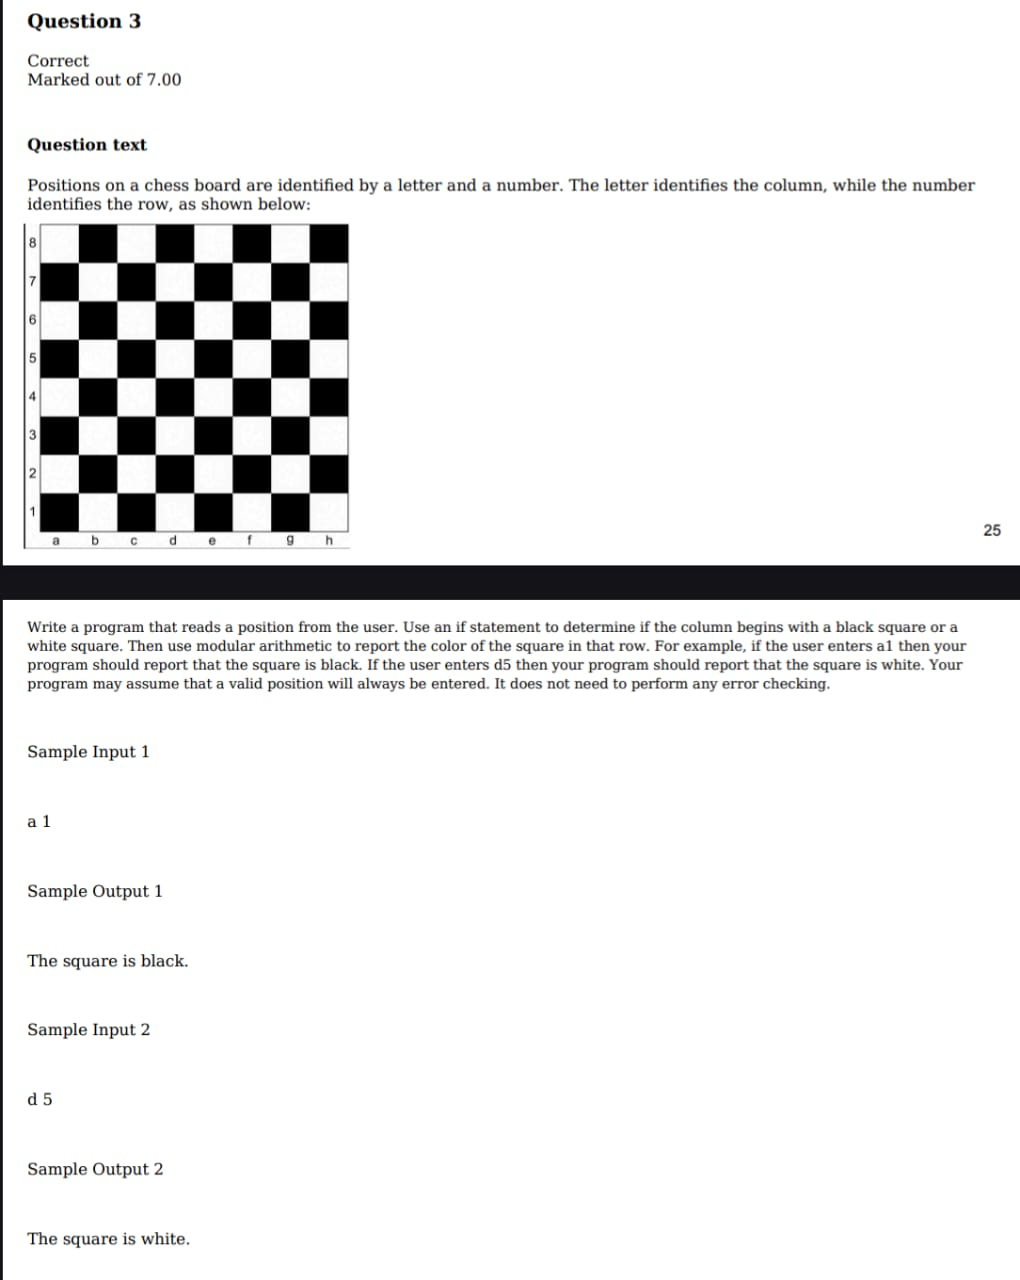 Question 3
Correct
Marked out of 7.00
Question text
Positions on a chess board are identified by a letter and a number. The letter identifies the column, while the number
identifies the row, as shown below:
8
7
6
5
4
3
2
1
a b c d e f g h
25
Write a program that reads a position from the user. Use an if statement to determine if the column begins with a black square or a
white square. Then use modular arithmetic to report the color of the square in that row. For example, if the user enters a1 then your
program should report that the square is black. If the user enters d5 then your program should report that the square is white. Your
program may assume that a valid position will always be entered. It does not need to perform any error checking.
Sample Input 1
a 1
Sample Output 1
The square is black.
Sample Input 2
d 5
Sample Output 2
The square is white.